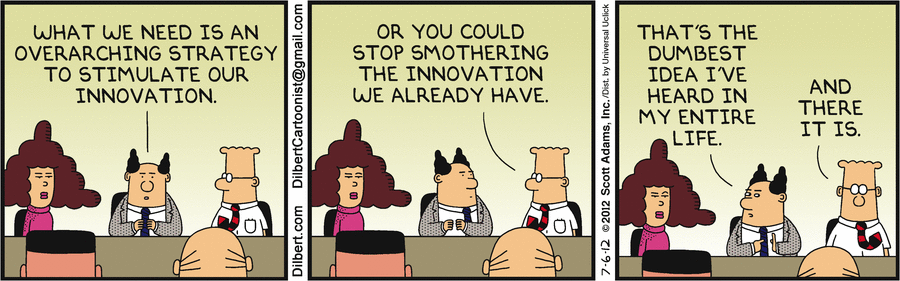 WHAT WE NEED IS AN
OVERARCHING STRATEGY
TO STIMULATE OUR
INNOVATION.
Dilbert.com DilbertCartoonist@gmail.com
OR YOU COULD
STOP SMOTHERING
THE INNOVATION
WE ALREADY HAVE.
7-6-12 © 2012 Scott Adams, Inc. /Dist. by Universal Uclick
THAT'S THE
DUMBEST
IDEA I'VE
HEARD IN
MY ENTIRE
LIFE.
AND
THERE
IT IS.